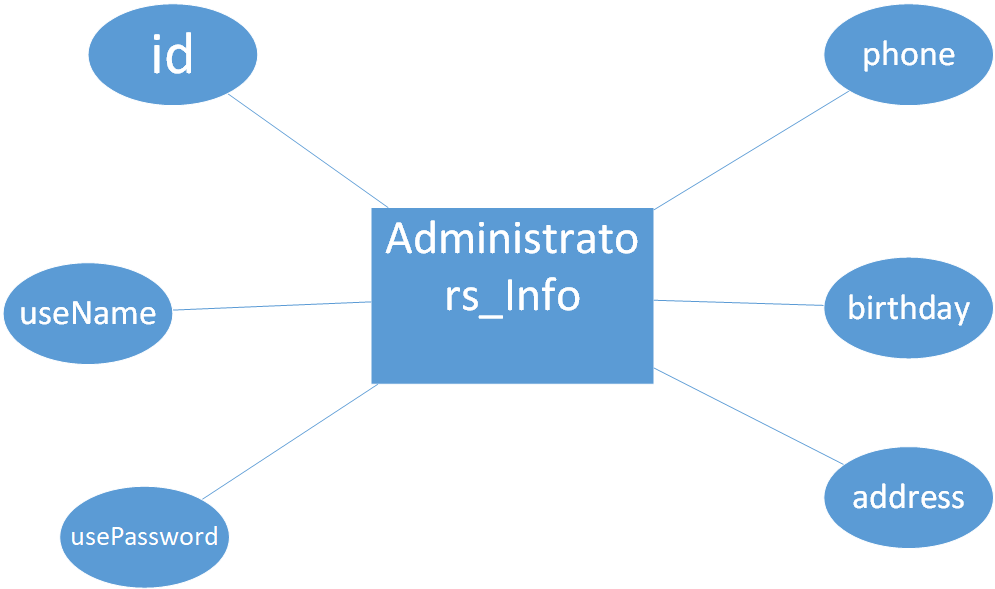 id
phone
Administrato
rs_Info
useName
birthday
address
usePassword